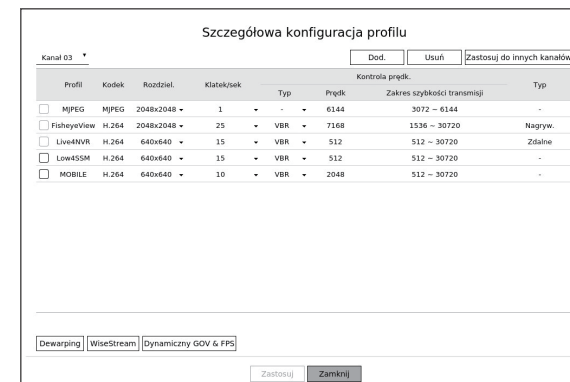 Szczegółowa konfiguracja profilu
Kanał 03
Dod. Usuń Zastosuj do innych kanałów
Profil Kodek Rozdziel. Klatek/sek Kontrola prędk. Typ
Typ Prędk Zakres szybkości transmisji
MJPEG MJPEG 2048x2048 1 - 6144 3072 ~ 6144 -
FisheyeView H.264 2048x2048 25 VBR 7168 1536 ~ 30720 Nagryw.
Live4NVR H.264 640x640 15 VBR 512 512 ~ 30720 Zdalne
Low4SSM H.264 640x640 15 VBR 512 512 ~ 30720 -
MOBILE H.264 640x640 10 VBR 2048 512 ~ 30720 -
Dewarping WiseStream Dynamiczny GOV & FPS
Zastosuj Zamknij